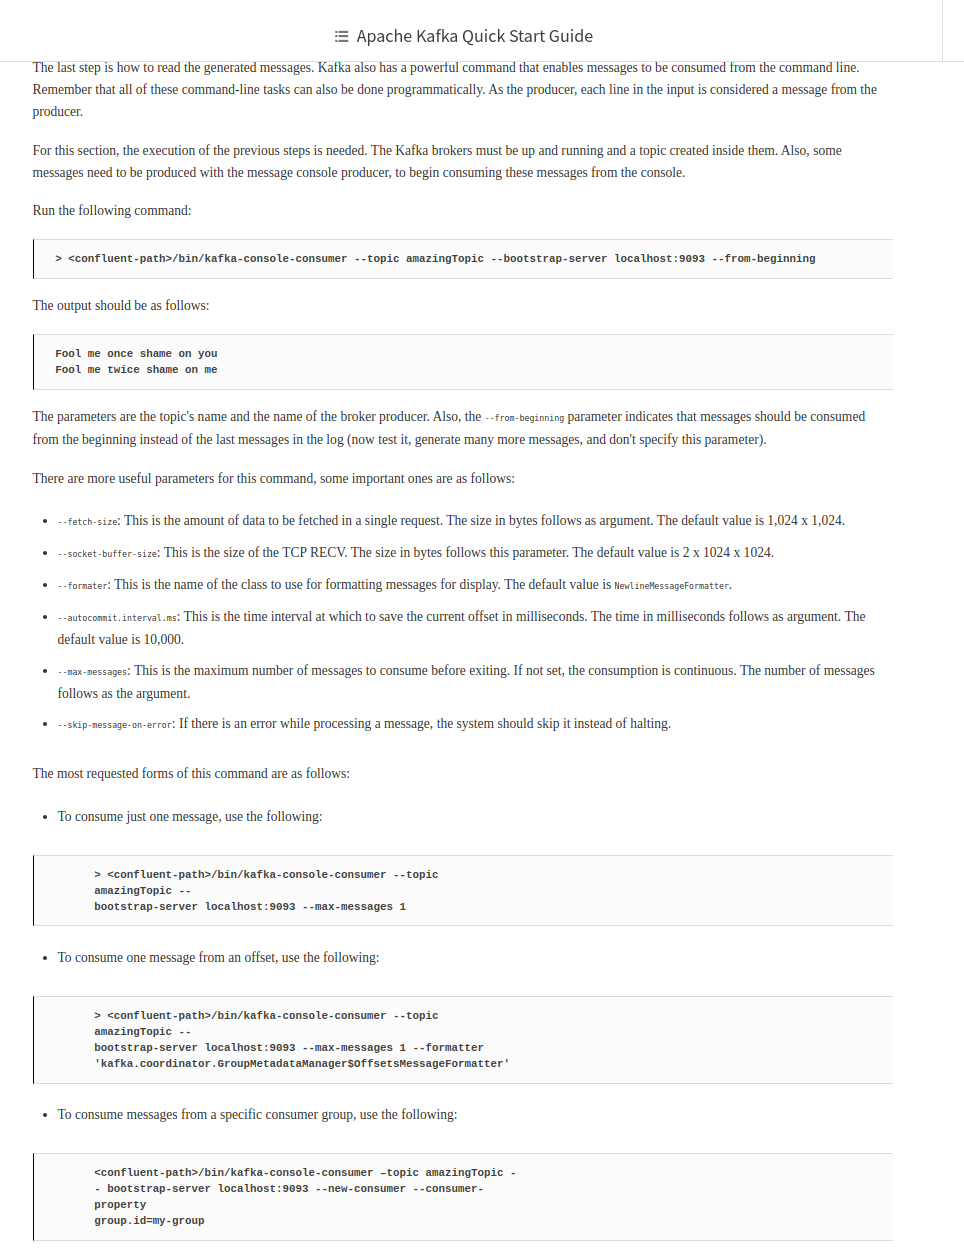 Apache Kafka Quick Start Guide
The last step is how to read the generated messages. Kafka also has a powerful command that enables messages to be consumed from the command line.
Remember that all of these command-line tasks can also be done programmatically. As the producer, each line in the input is considered a message from the
producer.
For this section, the execution of the previous steps is needed. The Kafka brokers must be up and running and a topic created inside them. Also, some
messages need to be produced with the message console producer, to begin consuming these messages from the console.
Run the following command:
> <confluent-path>/bin/kafka-console-consumer --topic amazingTopic --bootstrap-server localhost:9093 --from-beginning
The output should be as follows:
Fool me once shame on you
Fool me twice shame on me
The parameters are the topic's name and the name of the broker producer. Also, the --from-beginning parameter indicates that messages should be consumed
from the beginning instead of the last messages in the log (now test it, generate many more messages, and don't specify this parameter).
There are more useful parameters for this command, some important ones are as follows:
• --fetch-size: This is the amount of data to be fetched in a single request. The size in bytes follows as argument. The default value is 1,024 x 1,024.
• --socket-buffer-size: This is the size of the TCP RECV. The size in bytes follows this parameter. The default value is 2 x 1024 x 1024.
• --formater: This is the name of the class to use for formatting messages for display. The default value is NewlineMessageFormatter.
• --autocommit.interval.ms: This is the time interval at which to save the current offset in milliseconds. The time in milliseconds follows as argument. The
default value is 10,000.
• --max-messages: This is the maximum number of messages to consume before exiting. If not set, the consumption is continuous. The number of messages
follows as the argument.
• --skip-message-on-error: If there is an error while processing a message, the system should skip it instead of halting.
The most requested forms of this command are as follows:
• To consume just one message, use the following:
> <confluent-path>/bin/kafka-console-consumer --topic
amazingTopic --
bootstrap-server localhost:9093 --max-messages 1
• To consume one message from an offset, use the following:
> <confluent-path>/bin/kafka-console-consumer --topic
amazingTopic --
bootstrap-server localhost:9093 --max-messages 1 --formatter
'kafka.coordinator.GroupMetadataManager$OffsetsMessageFormatter'
• To consume messages from a specific consumer group, use the following:
<confluent-path>/bin/kafka-console-consumer –topic amazingTopic -
- bootstrap-server localhost:9093 --new-consumer --consumer-
property
group.id=my-group